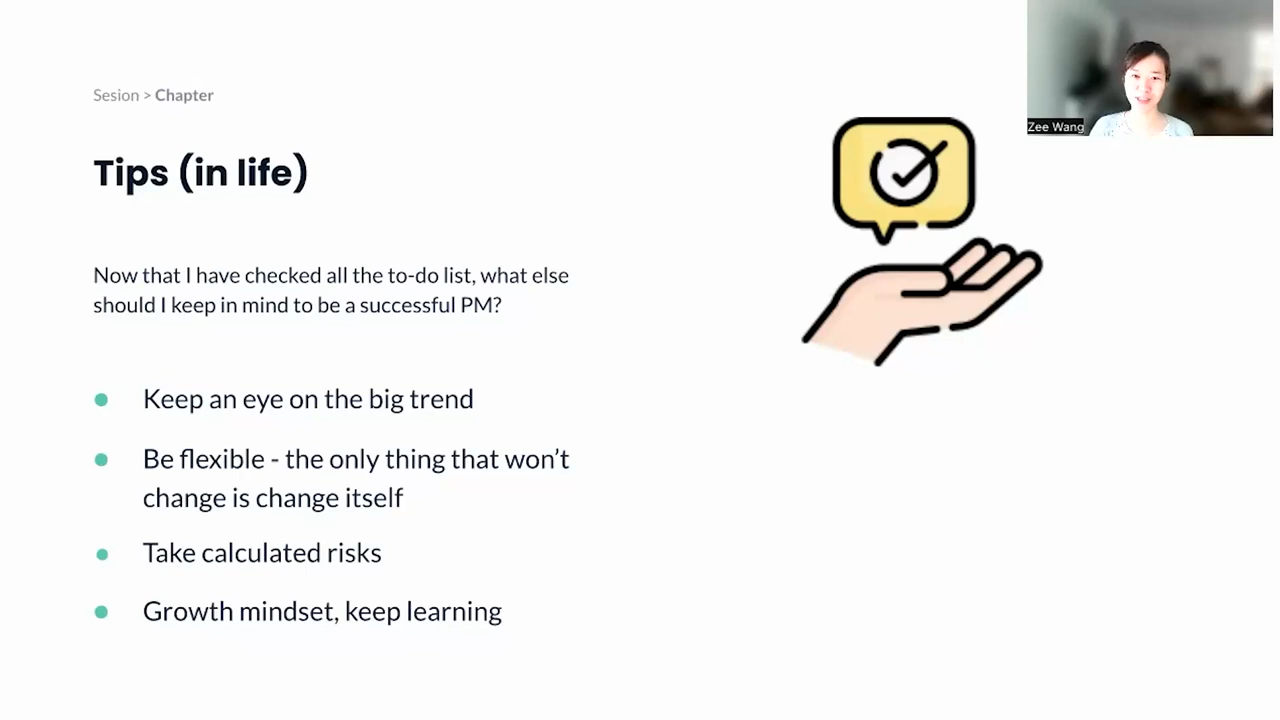 Sesion > Chapter
Zee Wang
Tips (in life)
Now that I have checked all the to-do list, what else
should I keep in mind to be a successful PM?
Keep an eye on the big trend
Be flexible - the only thing that won’t
change is change itself
Take calculated risks
Growth mindset, keep learning